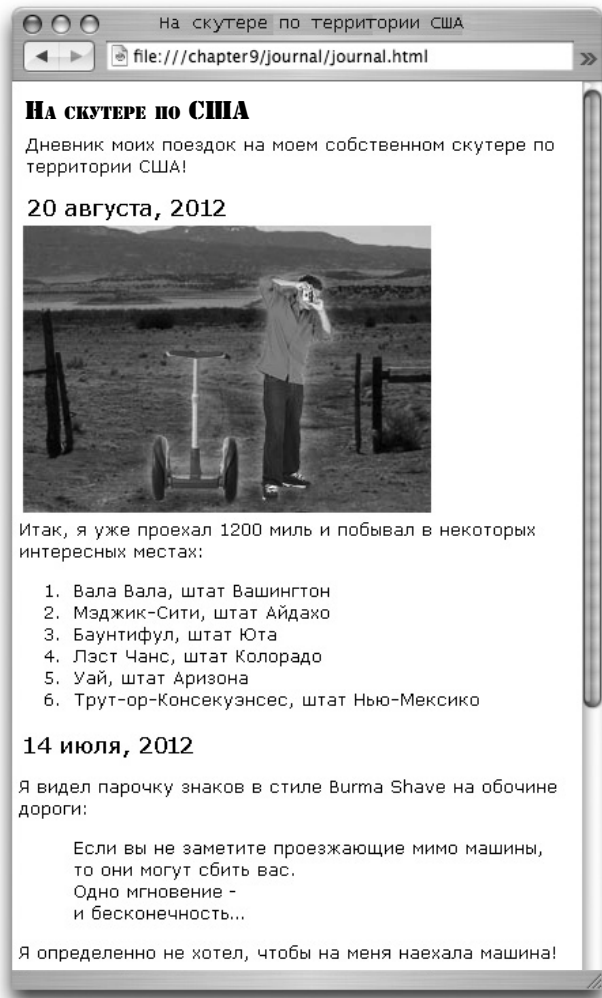 На скутере по территории США
file:///chapter9/journal/journal.html
На скутере по США
Дневник моих поездок на моем собственном скутере по
территории США!
20 августа, 2012
Итак, я уже проехал 1200 миль и побывал в некоторых
интересных местах:
1. Вала Вала, штат Вашингтон
2. Мэджик-Сити, штат Айдахо
3. Баунтифул, штат Юта
4. Лэст Чанс, штат Колорадо
5. Уай, штат Аризона
6. Трут-ор-Консекуэнсес, штат Нью-Мексико
14 июля, 2012
Я видел парочку знаков в стиле Burma Shave на обочине
дороги:
Если вы не заметите проезжающие мимо машины,
то они могут сбить вас.
Одно мгновение -
и бесконечность...
Я определенно не хотел, чтобы на меня наехала машина!